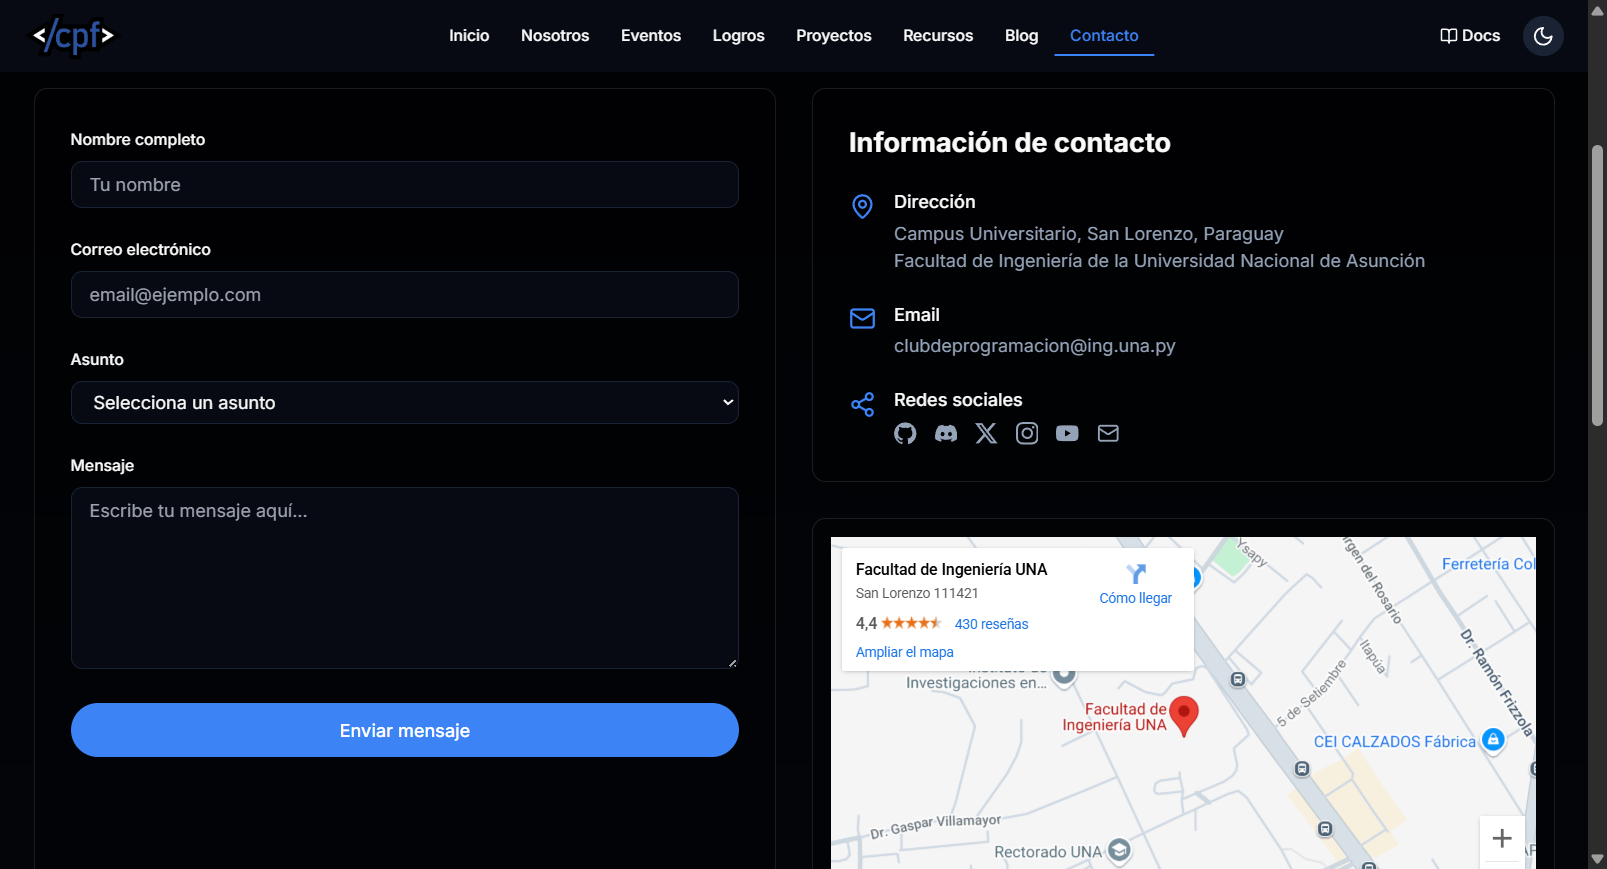 </cpf>
Inicio
Nosotros
Eventos
Logros
Proyectos
Recursos
Blog
Contacto
Docs
Nombre completo
Tu nombre
Correo electrónico
email@ejemplo.com
Asunto
Selecciona un asunto
Mensaje
Escribe tu mensaje aquí...
Enviar mensaje
Información de contacto
Dirección
Campus Universitario, San Lorenzo, Paraguay
Facultad de Ingeniería de la Universidad Nacional de Asunción
Email
clubdeprogramacion@ing.una.py
Redes sociales
Facultad de Ingeniería UNA
San Lorenzo 111421
Cómo llegar
4,4
430 reseñas
Ampliar el mapa
Ysapy
del Rosario
Ferretería
Investigaciones en...
Facultad de
Ingeniería UNA
Itapúa
5 de Setiembre
Dr. Ramón Frizzola
CEI CALZADOS Fábrica
Dr. Gaspar Villamayor
Rectorado UNA
+